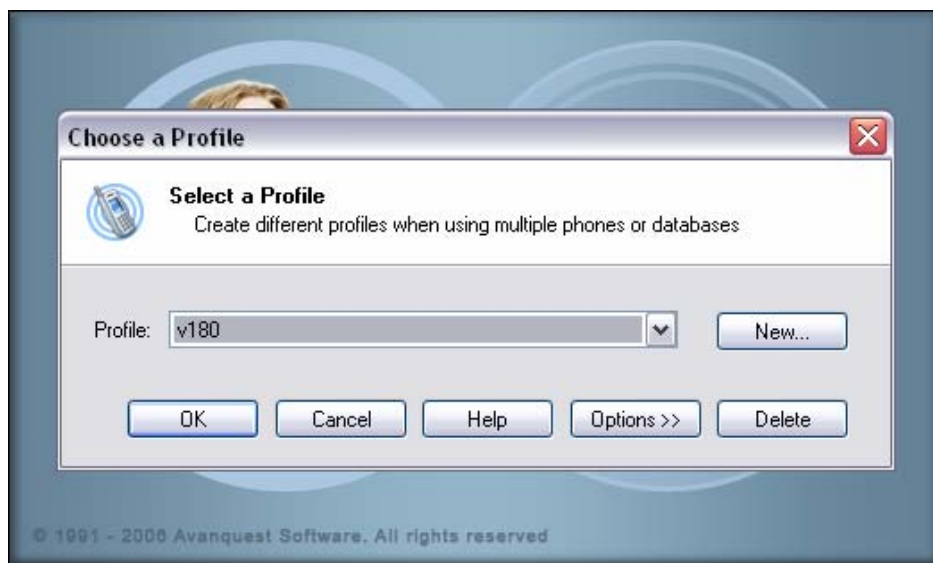 Choose a Profile
Select a Profile
Create different profiles when using multiple phones or databases
Profile: v180 New...
OK Cancel Help Options >> Delete
© 1991 - 2006 Avanquest Software. All rights reserved